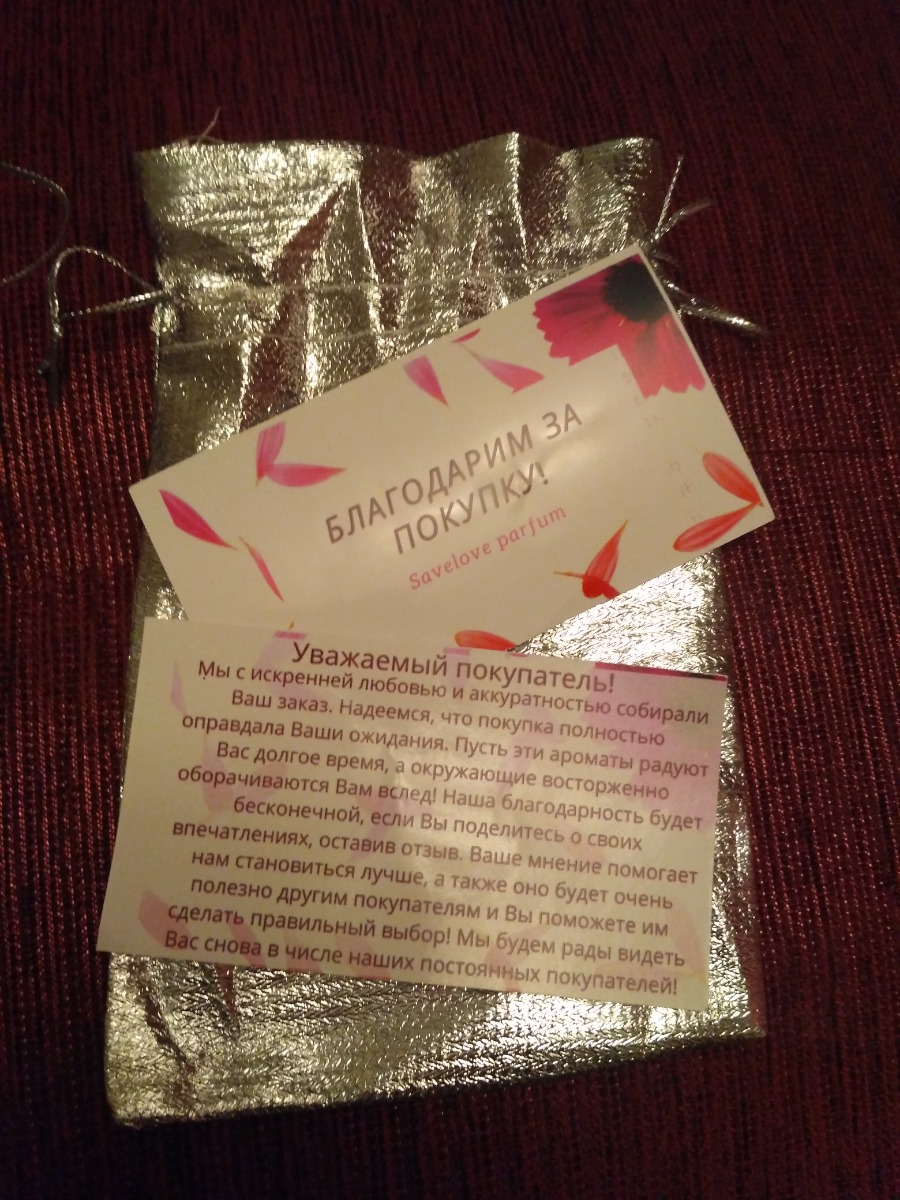 БЛАГОДАРИМ ЗА
ПОКУПКУ!
Savelove parfum
Уважаемый покупатель!
Мы с искренней любовью и аккуратностью собирали
Ваш заказ. Надеемся, что покупка полностью
оправдала Ваши ожидания. Пусть эти ароматы радуют
Вас долгое время, а окружающие восторженно
оборачиваются Вам вслед! Наша благодарность будет
бесконечной, если Вы поделитесь о своих
впечатлениях, оставив отзыв. Ваше мнение помогает
нам становиться лучше, а также оно будет очень
полезно другим покупателям и Вы поможете им
сделать правильный выбор! Мы будем рады видеть
Вас снова в числе наших постоянных покупателей!